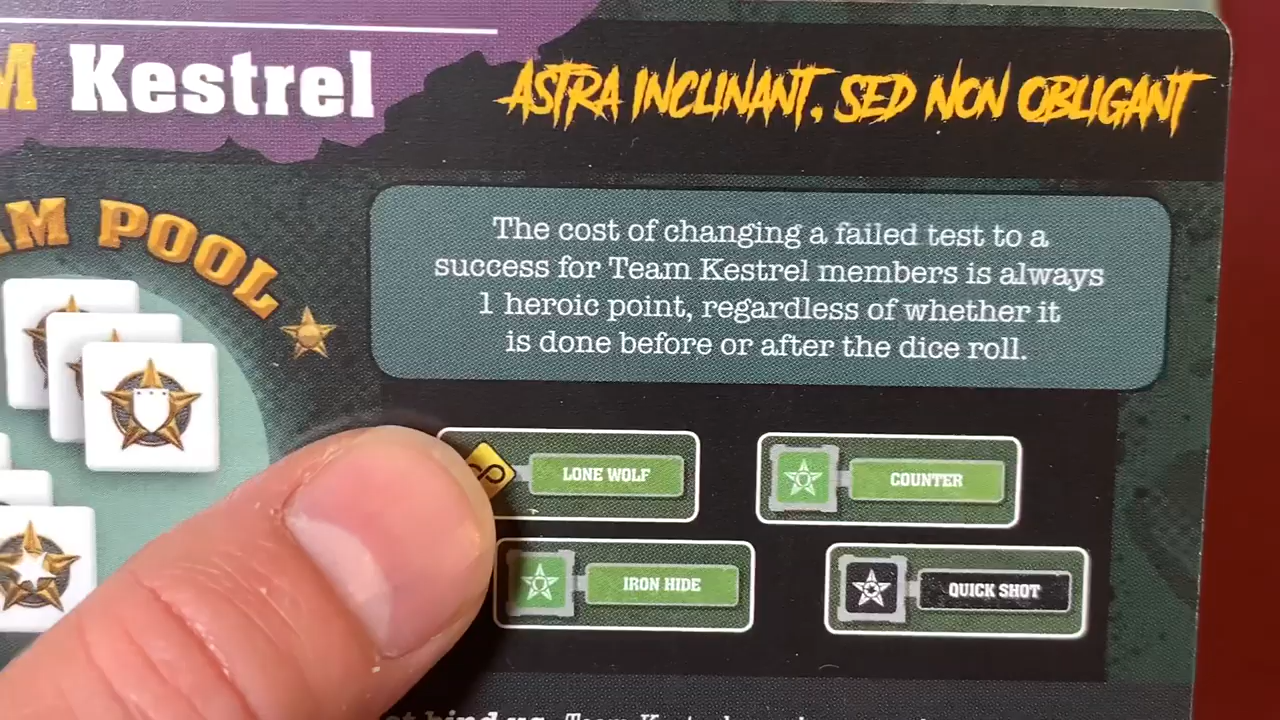 M Kestrel
ASTRA INCLINANT, SED NON OBLIGANT
AM POOL
The cost of changing a failed test to a
success for Team Kestrel members is always
1 heroic point, regardless of whether it
is done before or after the dice roll.
LONE WOLF
COUNTER
IRON HIDE
QUICK SHOT
bind us.